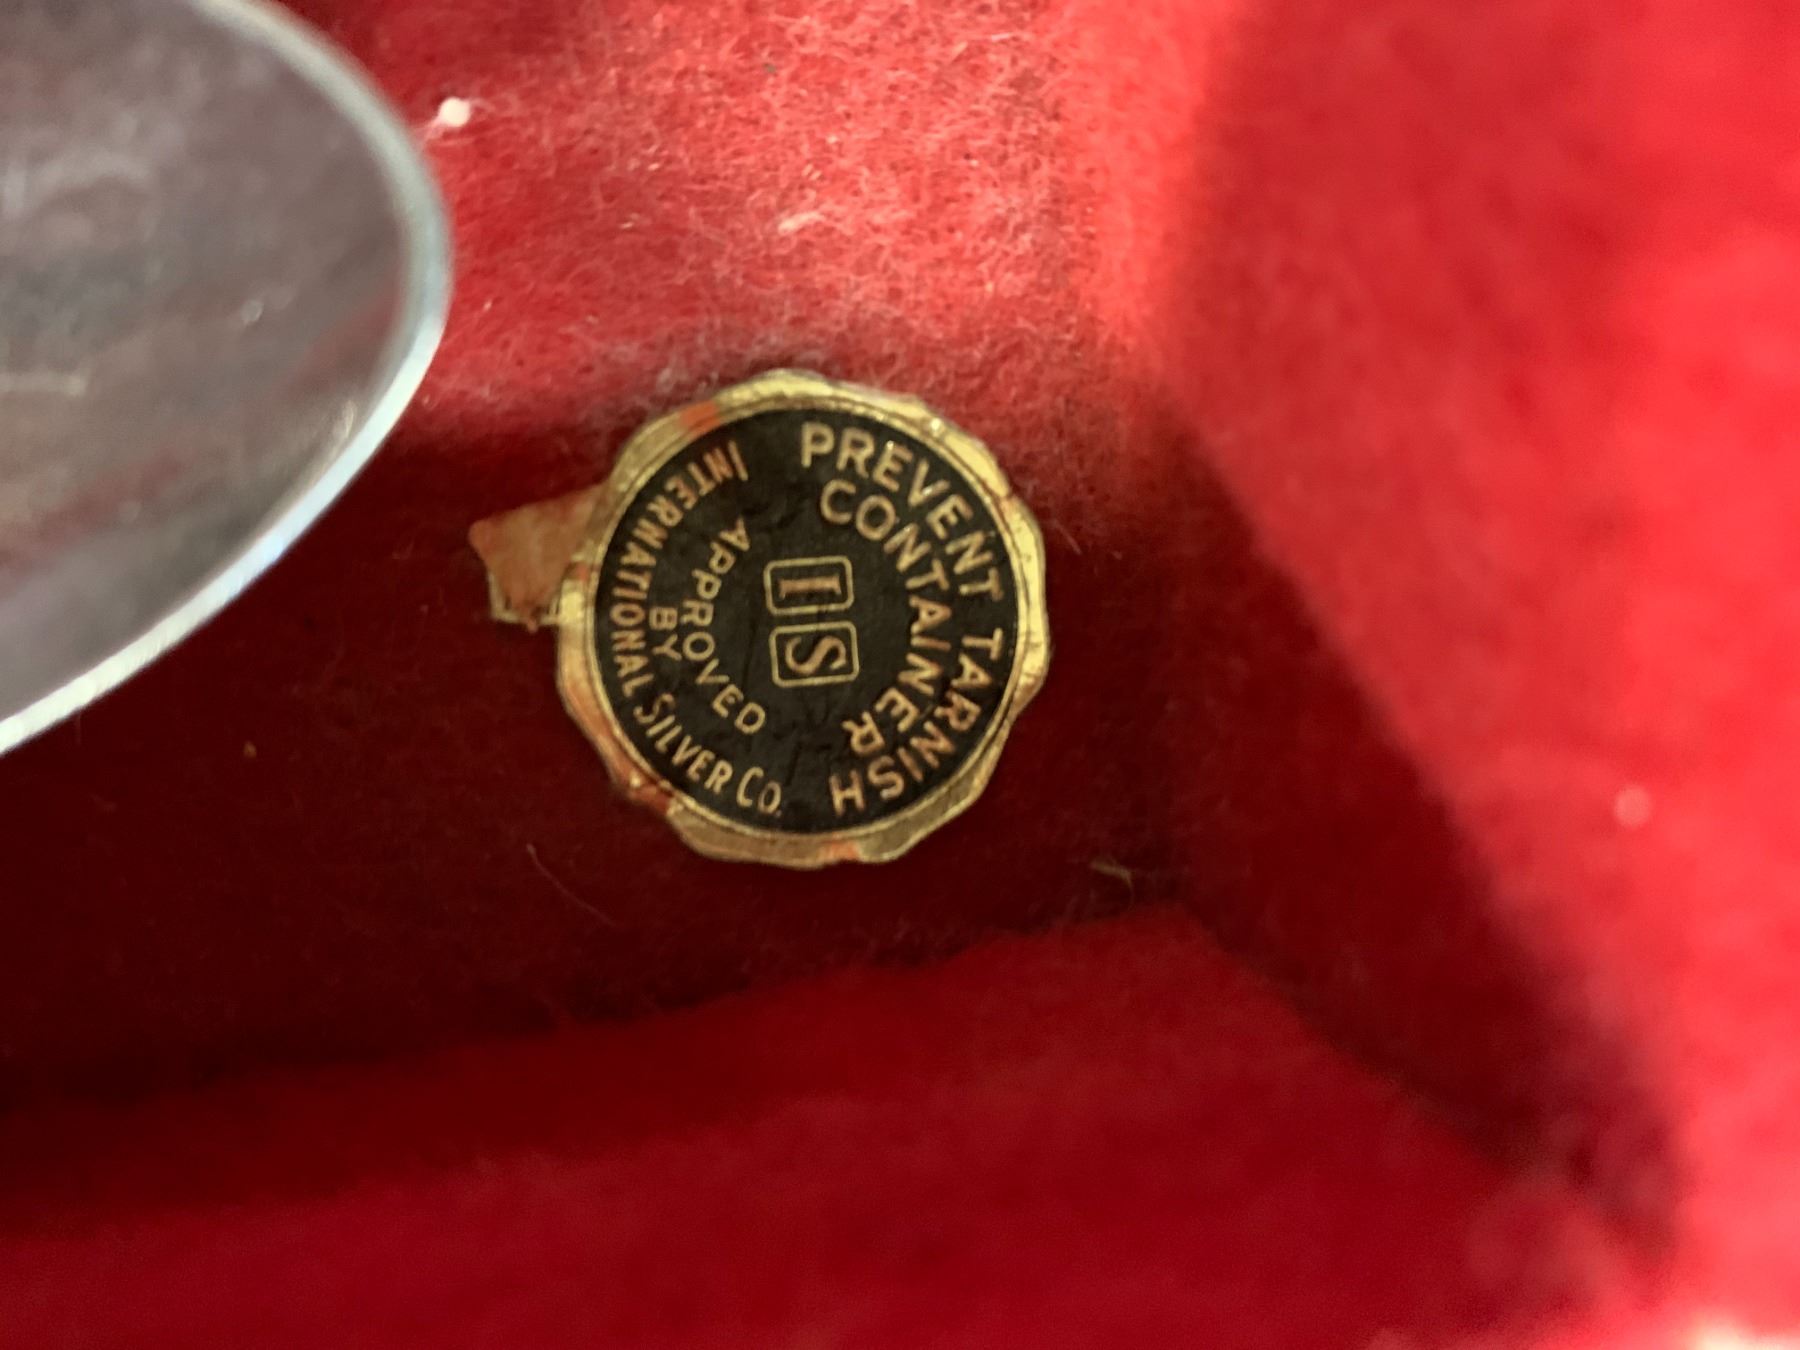 PREVENT TARNISH
CONTAINER
IS
APPROVED
BY
INTERNATIONAL SILVER CO.